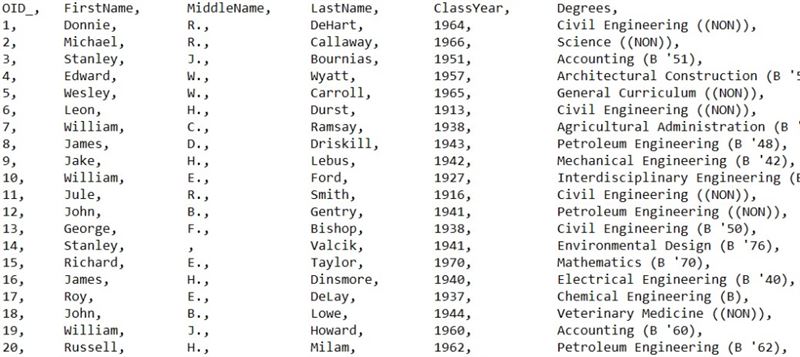 OID_, FirstName, MiddleName, LastName, ClassYear, Degrees,
1, Donnie, R., DeHart, 1964, Civil Engineering ((NON)),
2, Michael, R., Callaway, 1966, Science ((NON)),
3, Stanley, J., Bournias, 1951, Accounting (B '51),
4, Edward, W., Wyatt, 1957, Architectural Construction (B '5
5, Wesley, W., Carroll, 1965, General Curriculum ((NON)),
6, Leon, H., Durst, 1913, Civil Engineering ((NON)),
7, William, C., Ramsay, 1938, Agricultural Administration (B '
8, James, D., Driskill, 1943, Petroleum Engineering (B '48),
9, Jake, H., Lebus, 1942, Mechanical Engineering (B '42),
10, William, E., Ford, 1927, Interdisciplinary Engineering (B
11, Jule, R., Smith, 1916, Civil Engineering ((NON)),
12, John, B., Gentry, 1941, Petroleum Engineering ((NON)),
13, George, F., Bishop, 1938, Civil Engineering (B '50),
14, Stanley, , Valcik, 1941, Environmental Design (B '76),
15, Richard, E., Taylor, 1970, Mathematics (B '70),
16, James, H., Dinsmore, 1940, Electrical Engineering (B '40),
17, Roy, E., DeLay, 1937, Chemical Engineering (B),
18, John, B., Lowe, 1944, Veterinary Medicine ((NON)),
19, William, J., Howard, 1960, Accounting (B '60),
20, Russell, H., Milam, 1962, Petroleum Engineering (B '62),